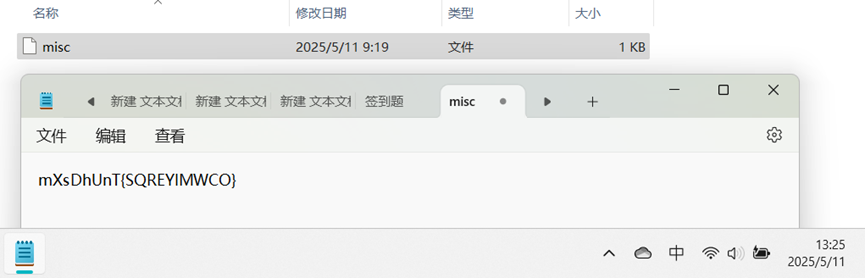 名称 修改日期 类型 大小
misc 2025/5/11 9:19 文件 1 KB
新建 文本文档 新建 文本文档 新建 文本文档 签到题 misc
文件 编辑 查看
mXsDhUnT{SQREYIMWCO}
中 13:25
2025/5/11